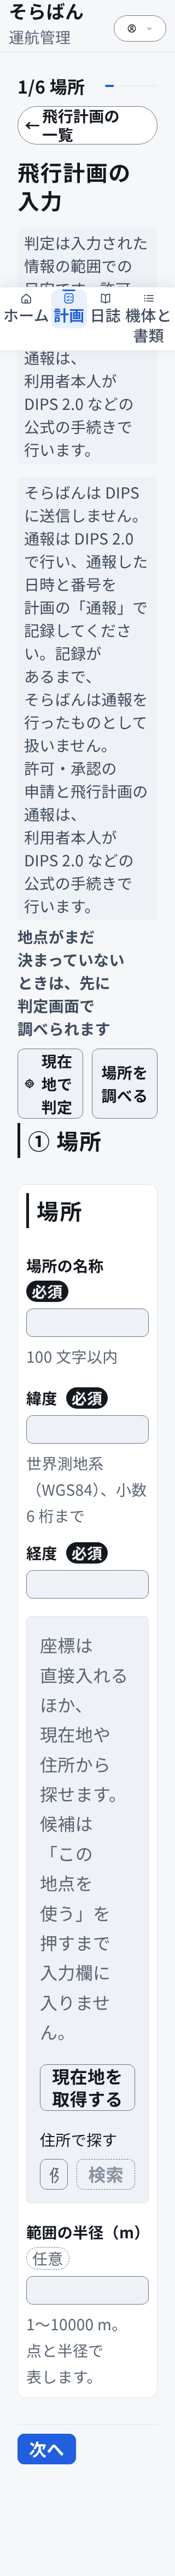 そらばん
運航管理
1/6 場所
← 飛行計画の
一覧
飛行計画の
入力
判定は入力された
情報の範囲での
ホーム 計画 日誌 機体と
書類
通報は、
利用者本人が
DIPS 2.0 などの
公式の手続きで
行います。
そらばんは DIPS
に送信しません。
通報は DIPS 2.0
で行い、通報した
日時と番号を
計画の「通報」で
記録してくださ
い。記録が
あるまで、
そらばんは通報を
行ったものとして
扱いません。
許可・承認の
申請と飛行計画の
通報は、
利用者本人が
DIPS 2.0 などの
公式の手続きで
行います。
地点がまだ
決まっていない
ときは、先に
判定画面で
調べられます
現在
地で
判定
場所を
調べる
① 場所
場所
場所の名称
必須
100 文字以内
緯度 必須
世界測地系
（WGS84）、小数
6 桁まで
経度 必須
座標は
直接入れる
ほか、
現在地や
住所から
探せます。
候補は
「この
地点を
使う」を
押すまで
入力欄に
入りませ
ん。
現在地を
取得する
住所で探す
検索
範囲の半径（m）
任意
1〜10000 m。
点と半径で
表します。
次へ